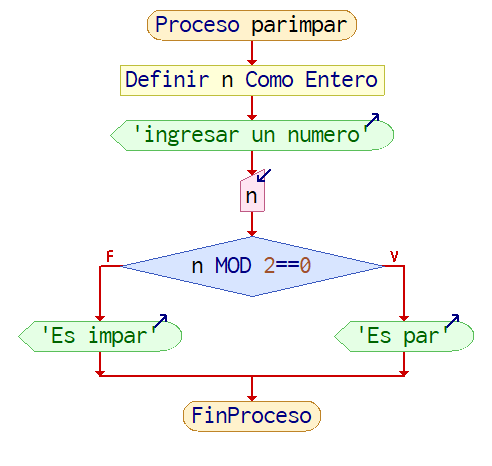 Proceso parimpar
Definir n Como Entero
'ingresar un numero'
n
n MOD 2==0
F
V
'Es impar'
'Es par'
FinProceso